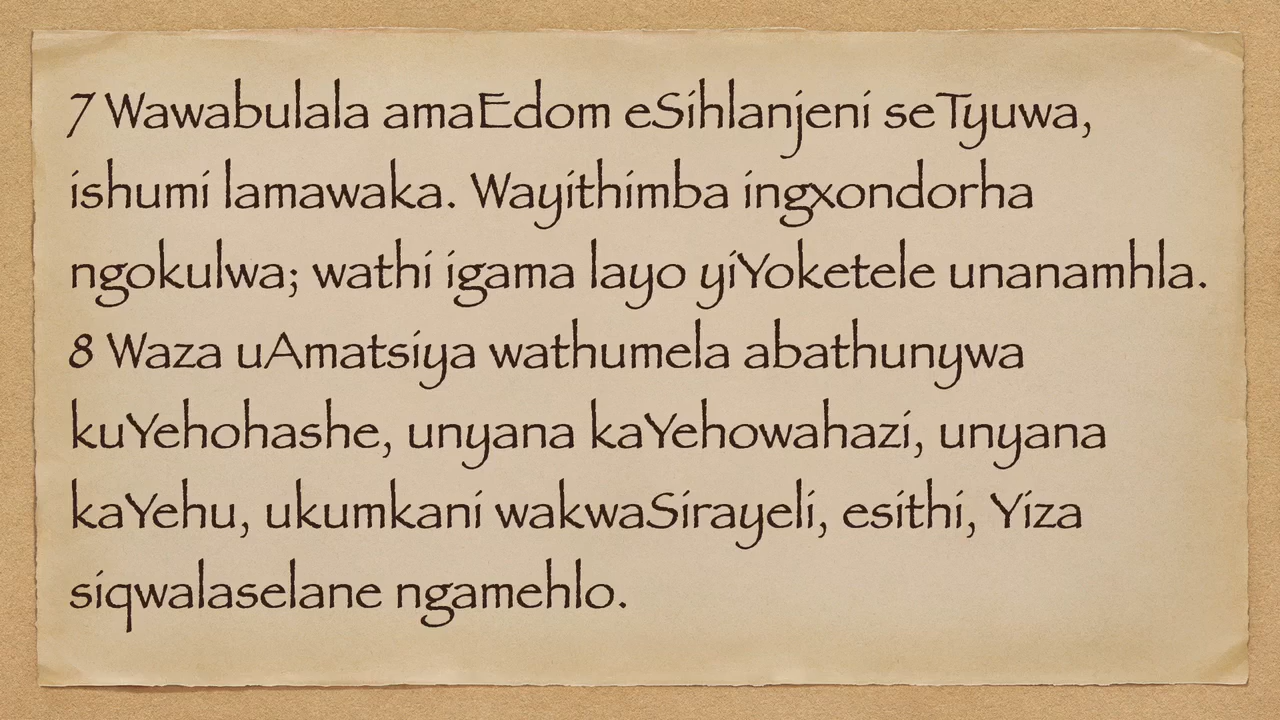 7 Wawabulala amaEdom eSihlanjeni seTyuwa,
ishumi lamawaka. Wayithimba ingxondorha
ngokulwa; wathi igama layo yiYoketele unanamhla.
8 Waza uAmatsiya wathumela abathunywa
kuYehohashe, unyana kaYehowahazi, unyana
kaYehu, ukumkani wakwaSirayeli, esithi, Yiza
siqwalaselane ngamehlo.